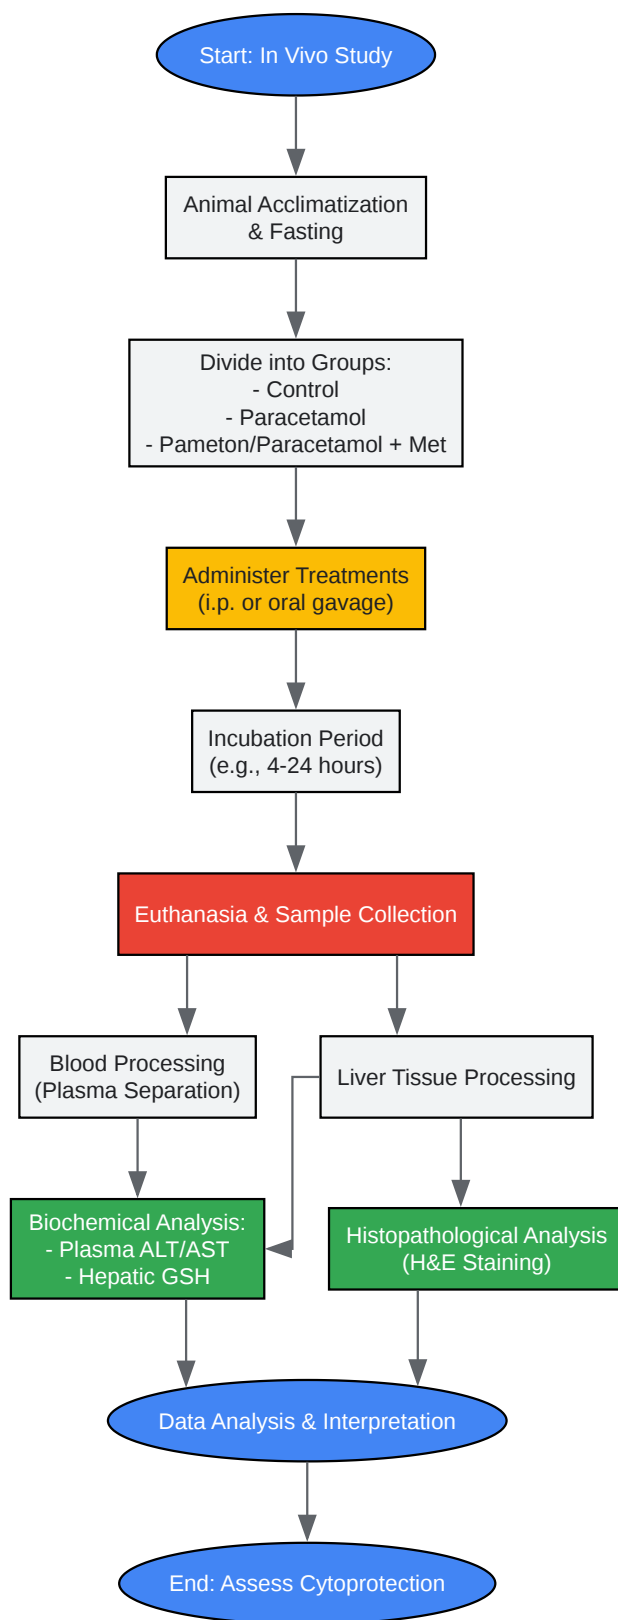 Start: In Vivo Study
Animal Acclimatization
& Fasting
Divide into Groups:
- Control
- Paracetamol
- Pameton/Paracetamol + Met
Administer Treatments
(i.p. or oral gavage)
Incubation Period
(e.g., 4-24 hours)
Euthanasia & Sample Collection
Blood Processing
(Plasma Separation)
Liver Tissue Processing
Biochemical Analysis:
- Plasma ALT/AST
- Hepatic GSH
Histopathological Analysis
(H&E Staining)
Data Analysis & Interpretation
End: Assess Cytoprotection